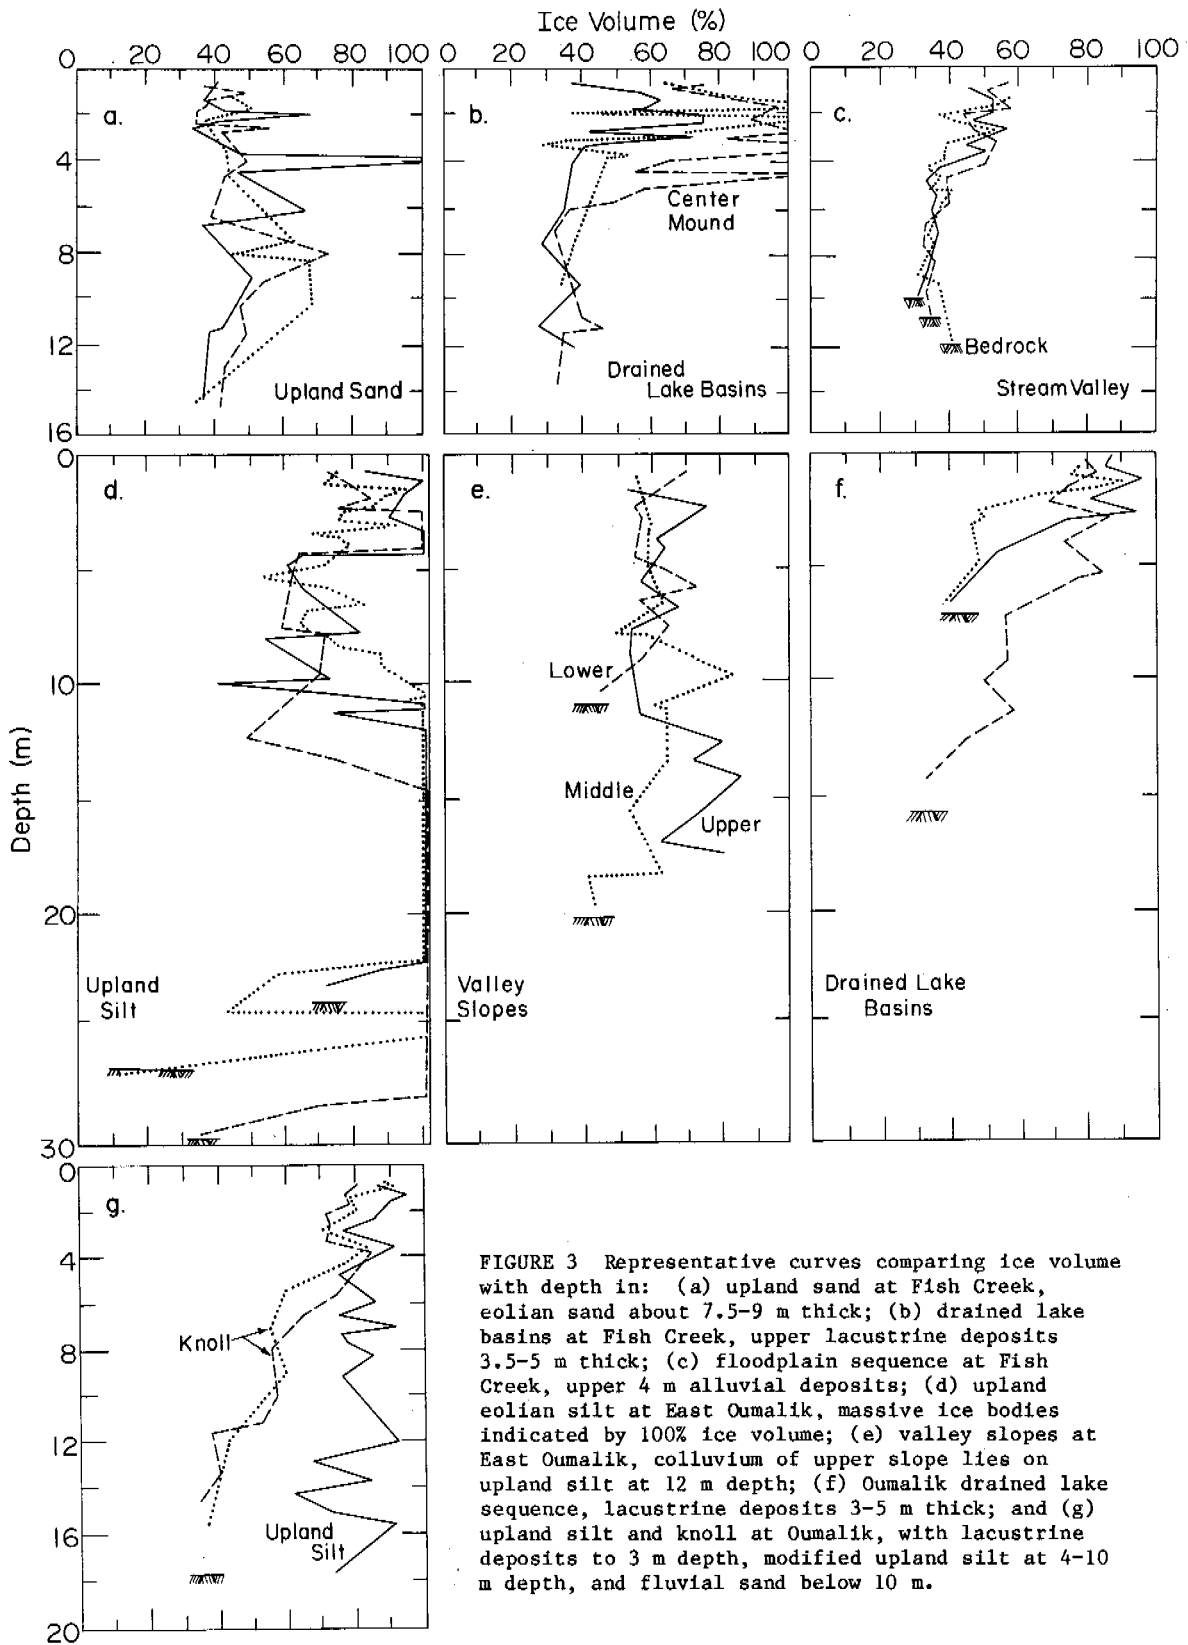 Ice Volume (%)
0 20 40 60 80 100
0 20 40 60 80 100
0 20 40 60 80 100
0
4
8
12
16
a.
Upland Sand
b.
Center
Mound
Drained
Lake Basins
c.
Bedrock
Stream Valley
Depth (m)
0
10
20
30
d.
Upland
Silt
e.
Lower
Middle
Upper
Valley
Slopes
f.
Drained Lake
Basins
0
4
8
12
16
20
g.
Knoll
Upland
Silt
FIGURE 3 Representative curves comparing ice volume
with depth in: (a) upland sand at Fish Creek,
eolian sand about 7.5-9 m thick; (b) drained lake
basins at Fish Creek, upper lacustrine deposits
3.5-5 m thick; (c) floodplain sequence at Fish
Creek, upper 4 m alluvial deposits; (d) upland
eolian silt at East Oumalik, massive ice bodies
indicated by 100% ice volume; (e) valley slopes at
East Oumalik, colluvium of upper slope lies on
upland silt at 12 m depth; (f) Oumalik drained lake
sequence, lacustrine deposits 3-5 m thick; and (g)
upland silt and knoll at Oumalik, with lacustrine
deposits to 3 m depth, modified upland silt at 4-10
m depth, and fluvial sand below 10 m.